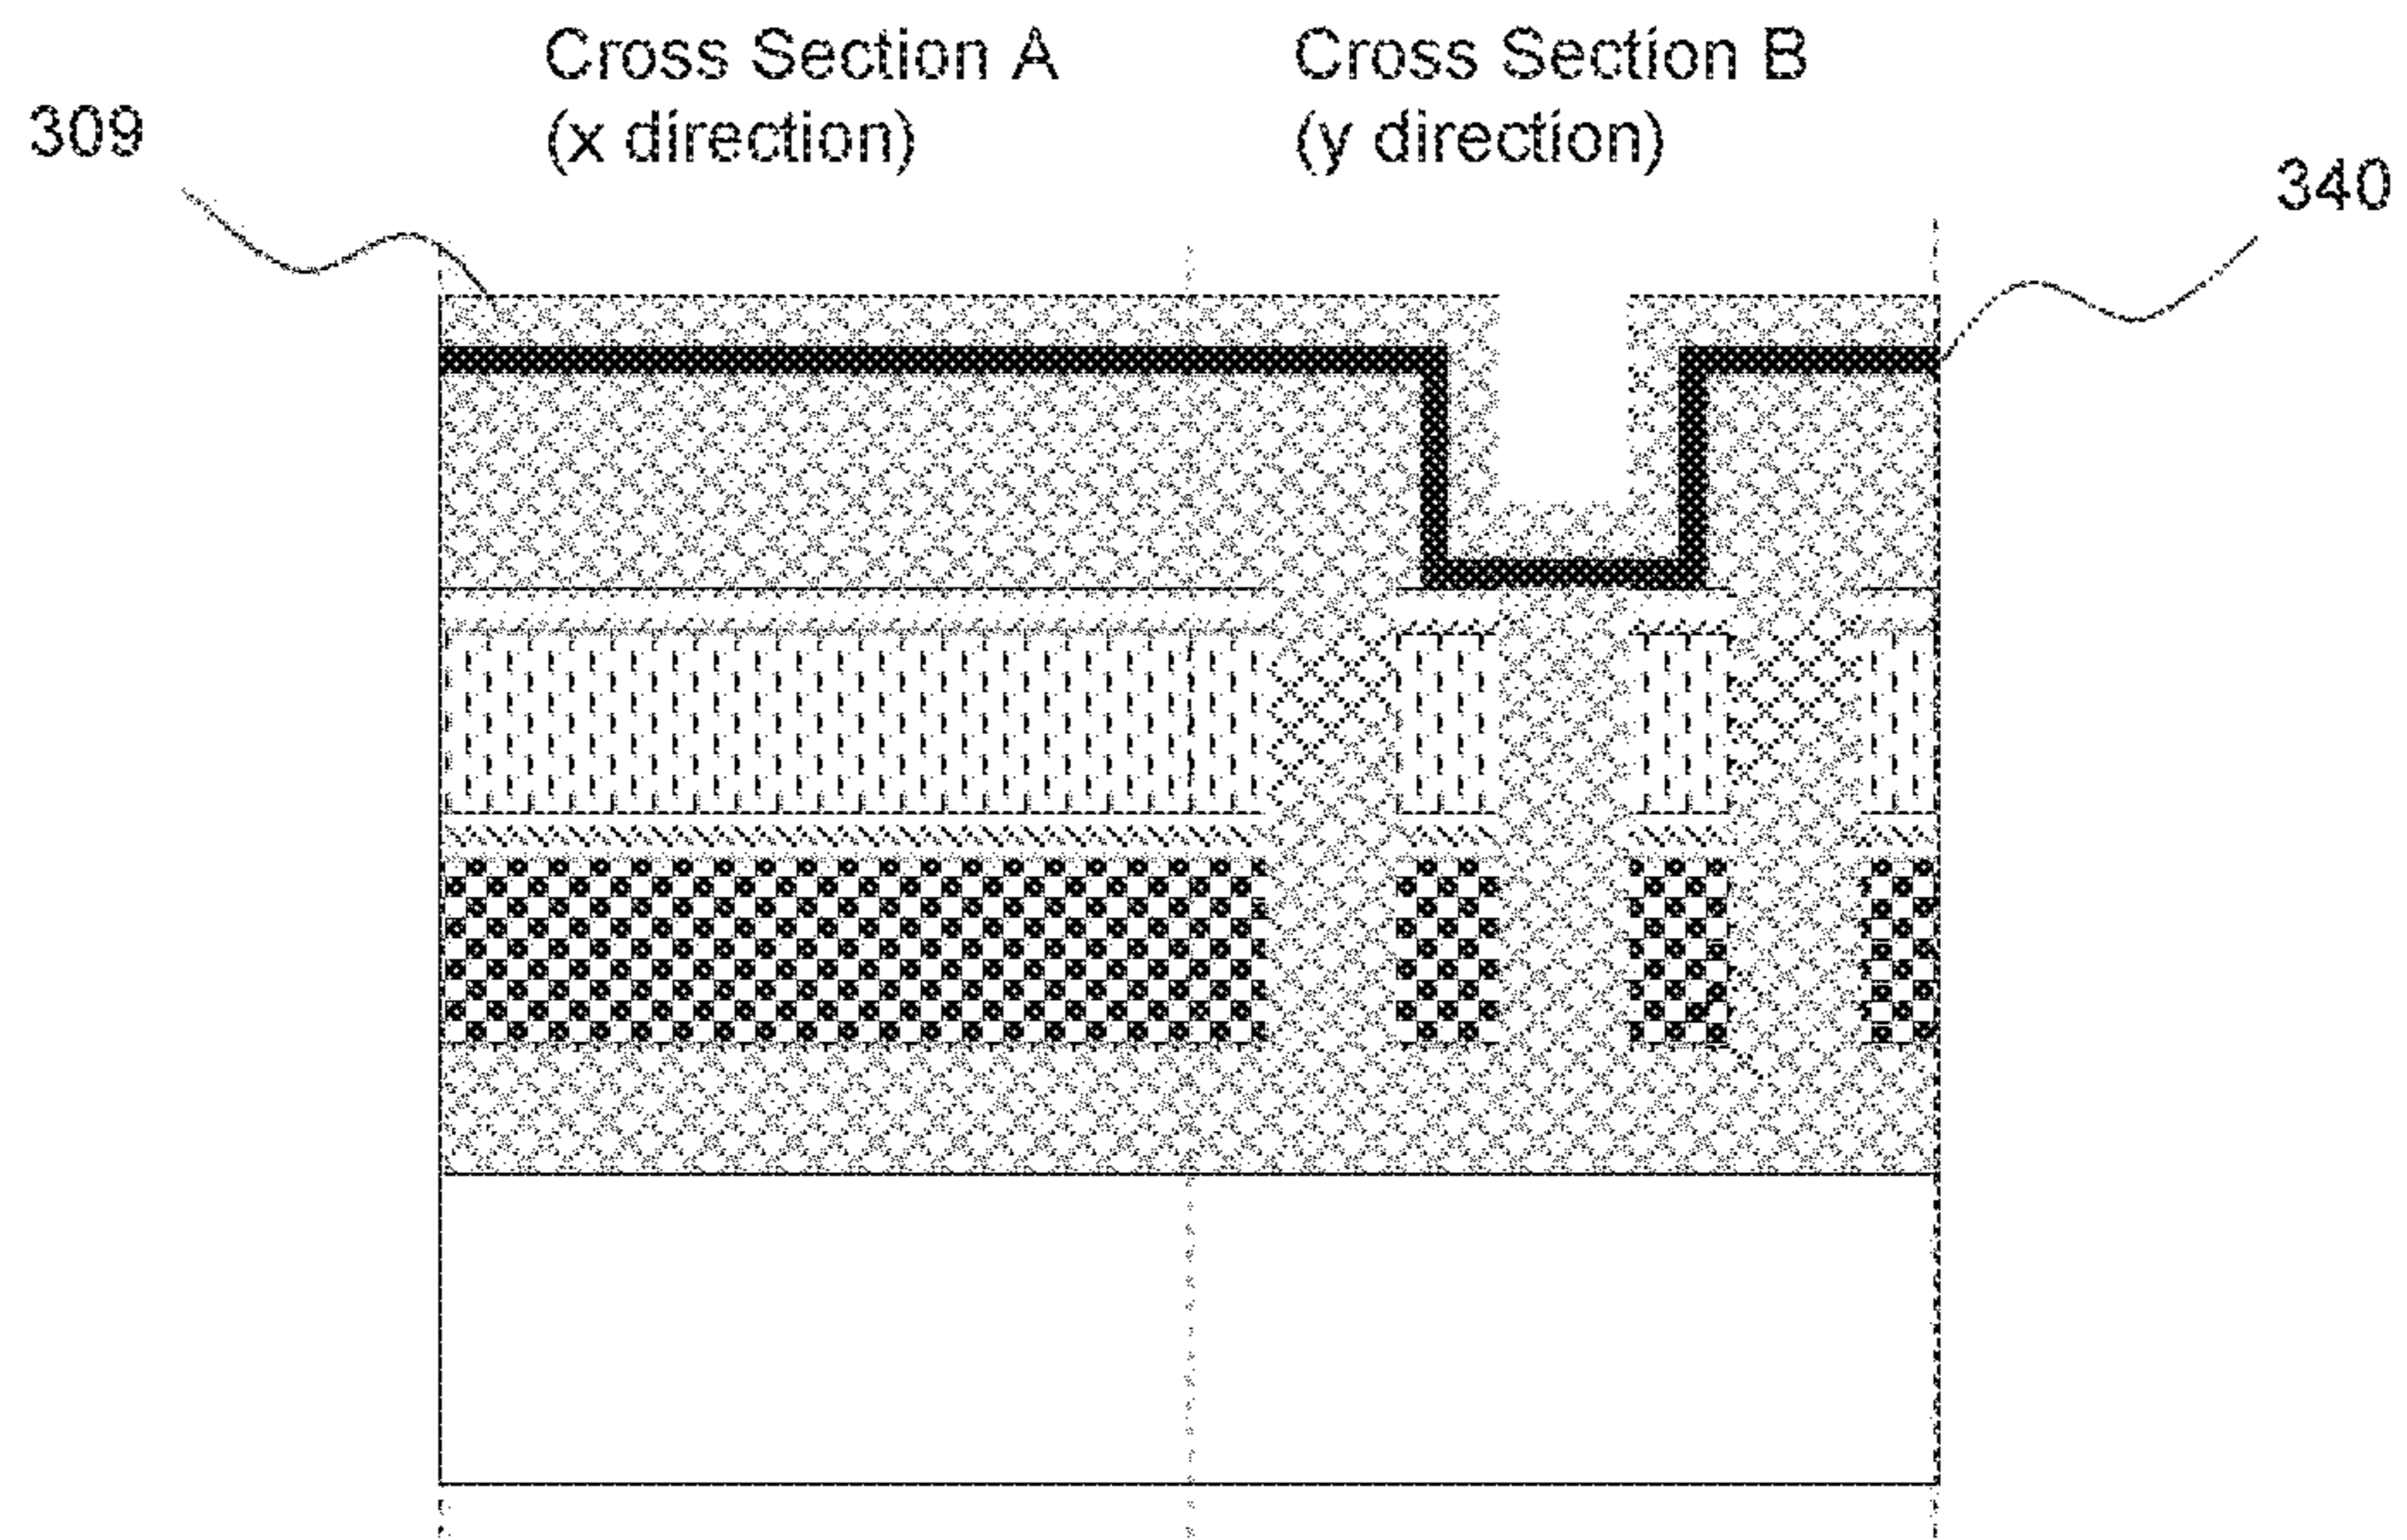 Cross Section A
(x direction)
Cross Section B
(y direction)
309
340